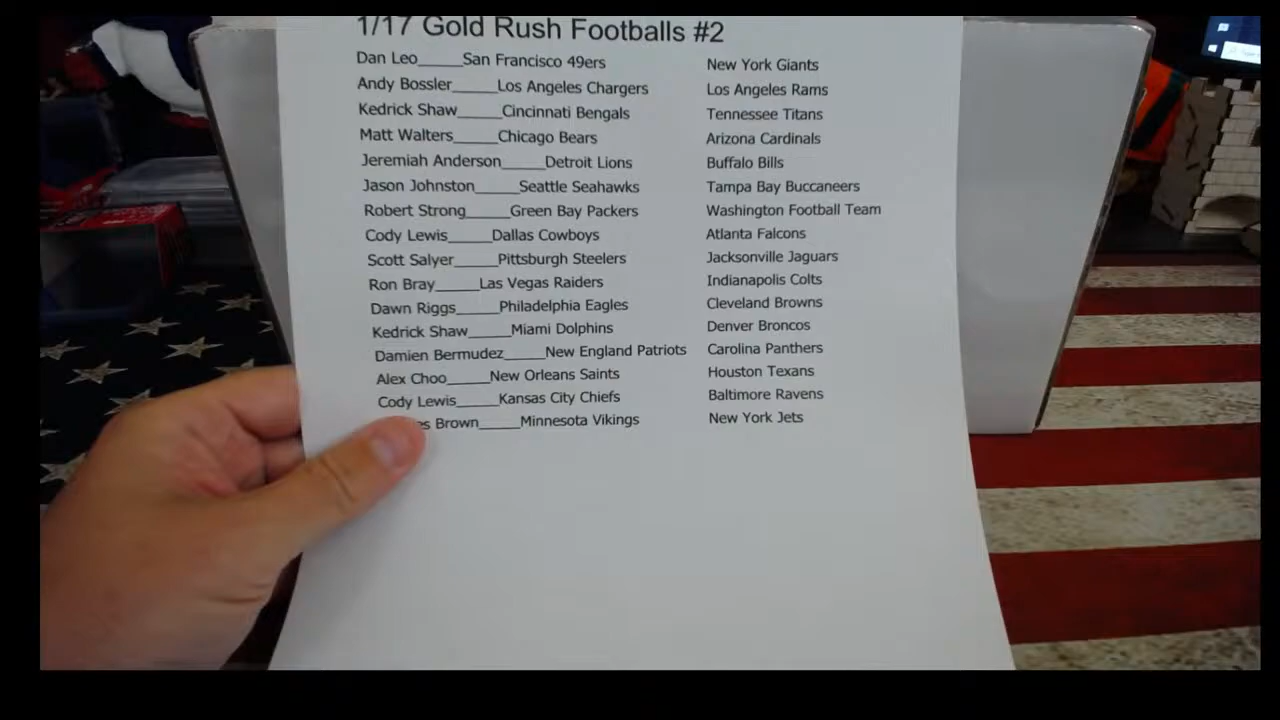 1/17 Gold Rush Footballs #2
Dan Leo_____San Francisco 49ers New York Giants
Andy Bossler_____Los Angeles Chargers Los Angeles Rams
Kedrick Shaw_____Cincinnati Bengals Tennessee Titans
Matt Walters_____Chicago Bears Arizona Cardinals
Jeremiah Anderson_____Detroit Lions Buffalo Bills
Jason Johnston_____Seattle Seahawks Tampa Bay Buccaneers
Robert Strong_____Green Bay Packers Washington Football Team
Cody Lewis_____Dallas Cowboys Atlanta Falcons
Scott Salyer_____Pittsburgh Steelers Jacksonville Jaguars
Ron Bray_____Las Vegas Raiders Indianapolis Colts
Dawn Riggs_____Philadelphia Eagles Cleveland Browns
Kedrick Shaw_____Miami Dolphins Denver Broncos
Damien Bermudez_____New England Patriots Carolina Panthers
Alex Choo_____New Orleans Saints Houston Texans
Cody Lewis_____Kansas City Chiefs Baltimore Ravens
Brown_____Minnesota Vikings New York Jets